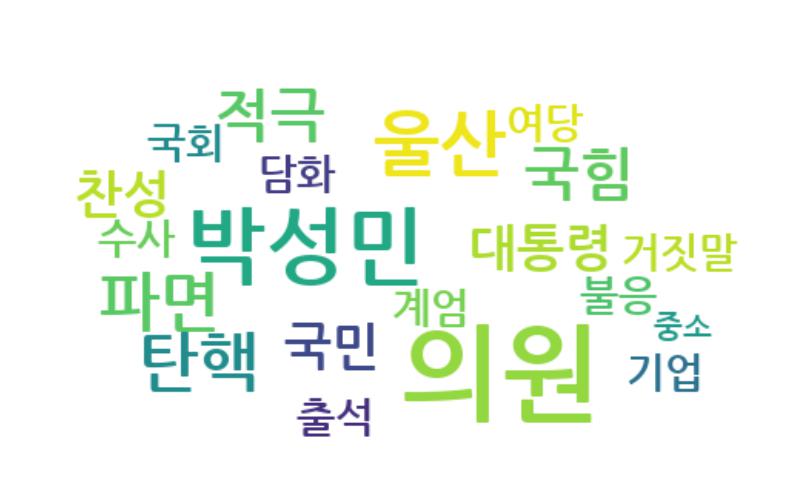 적극
울산
여당
국회
담화
국힘
찬성
수사
박성민
대통령
거짓말
파면
계엄
불응
탄핵
국민
의원
중소
기업
출석